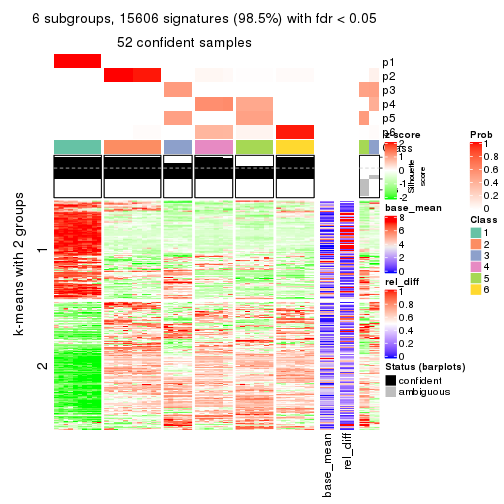 6 subgroups, 15606 signatures (98.5%) with fdr < 0.05
52 confident samples
p1
p2
p3
p4
p5
p6
Class
z-score
2
1
0
-1
-2
Silhouette
score
Prob
1
0.8
0.6
0.4
0.2
0
base_mean
8
6
4
2
0
Class
1
2
3
4
5
6
rel_diff
1
0.8
0.6
0.4
0.2
0
Status (barplots)
confident
ambiguous
k-means with 2 groups
1
2
base_mean
rel_diff